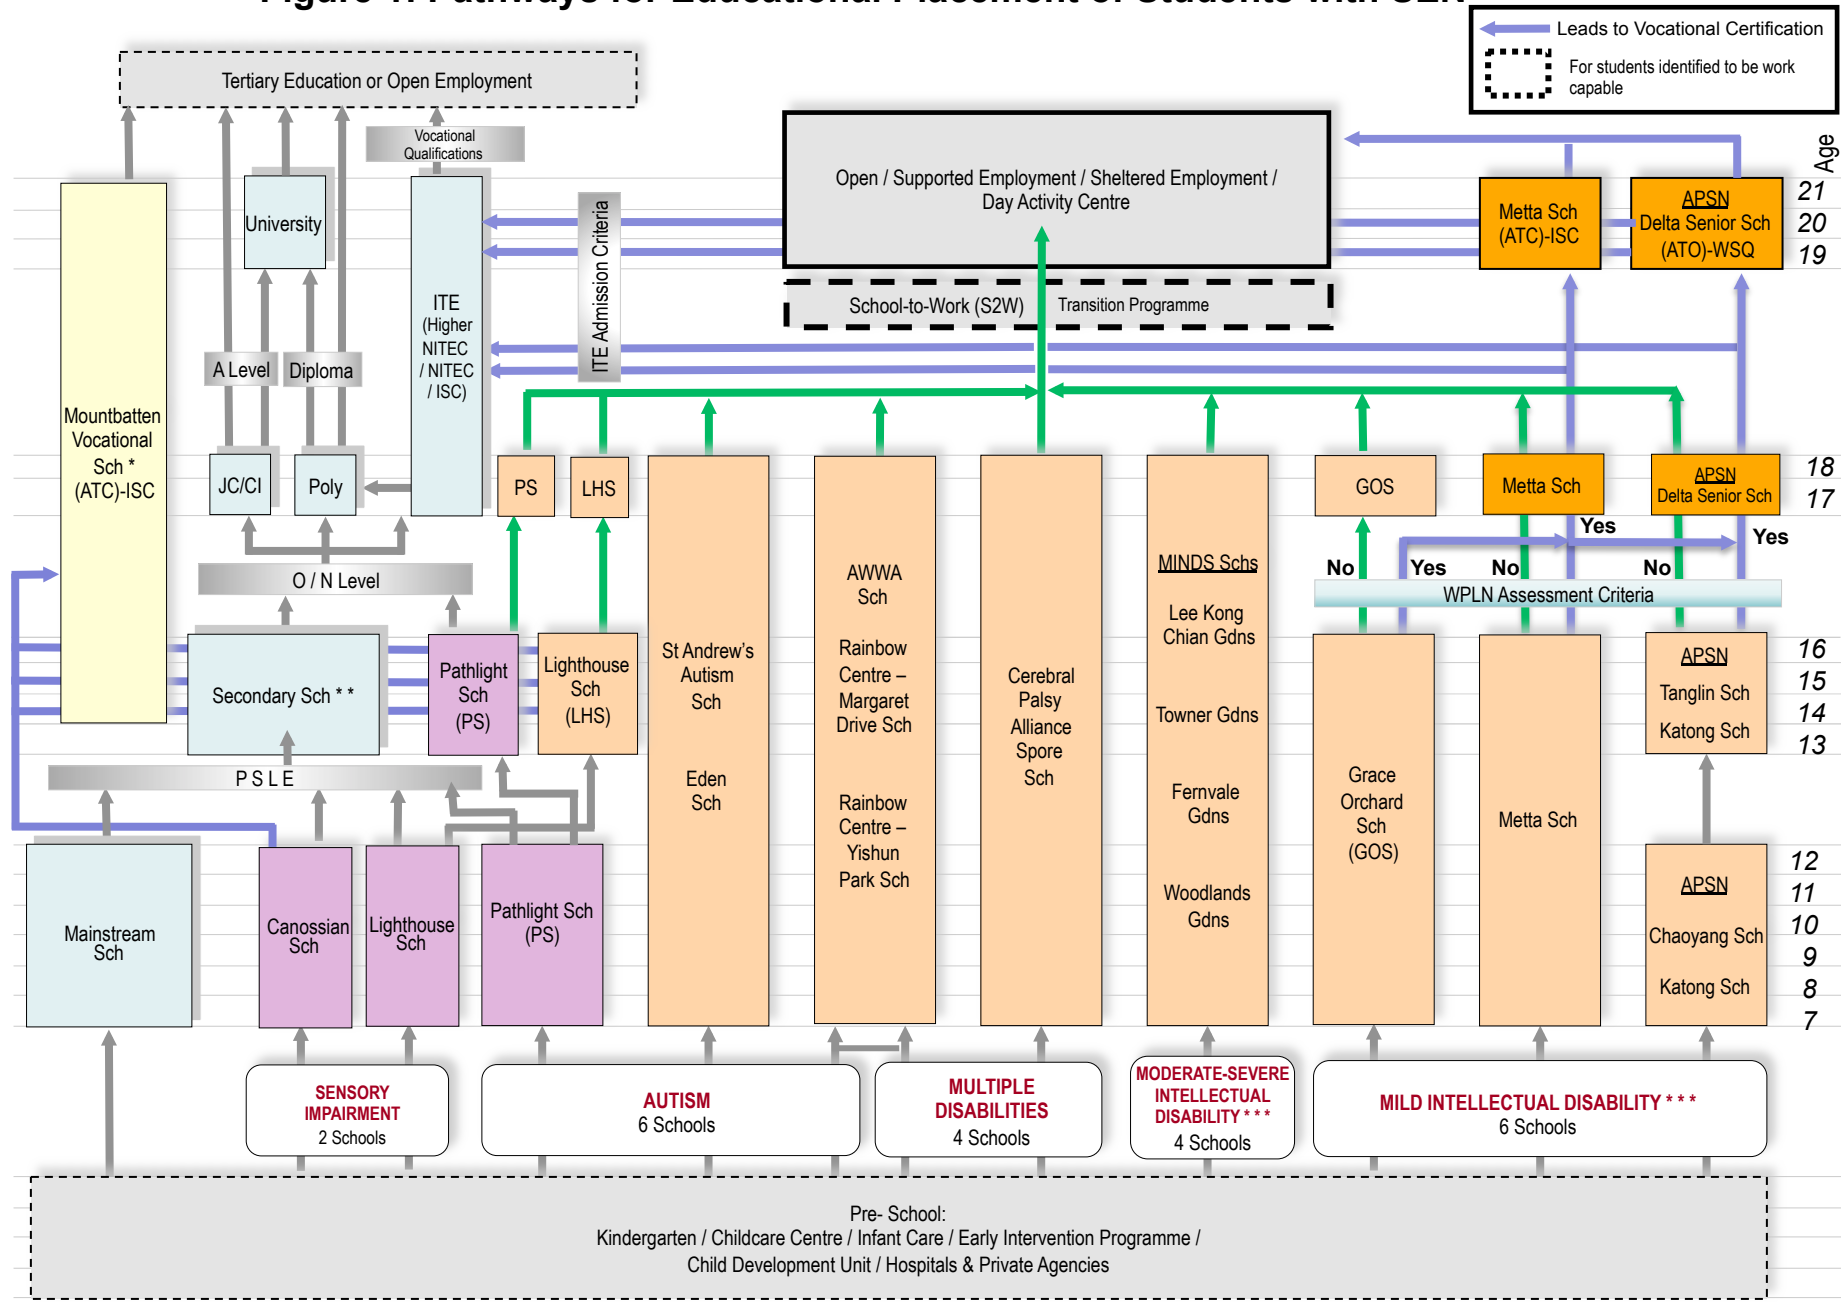 Figure 1: Pathways for Educational Placement of Students with SEN
Leads to Vocational Certification
For students identified to be work
capable
Tertiary Education or Open Employment
Vocational
Qualifications
Age
21
20
19
18
17
16
15
14
13
12
11
10
9
8
7
Open / Supported Employment / Sheltered Employment /
Day Activity Centre
Metta Sch
(ATC)-ISC
APSN
Delta Senior Sch
(ATO)-WSQ
University
ITE Admission Criteria
School-to-Work (S2W)
Transition Programme
ITE
(Higher
NITEC
/ NITEC
/ ISC)
A Level
Diploma
Mountbatten
Vocational
Sch *
(ATC)-ISC
JC/CI
Poly
PS
LHS
GOS
Metta Sch
APSN
Delta Senior Sch
Yes
Yes
No
Yes
No
No
WPLN Assessment Criteria
O / N Level
Secondary Sch * *
Pathlight
Sch
(PS)
Lighthouse
Sch
(LHS)
St Andrew’s
Autism
Sch
Eden
Sch
AWWA
Sch
Rainbow
Centre –
Margaret
Drive Sch
Rainbow
Centre –
Yishun
Park Sch
Cerebral
Palsy
Alliance
Spore
Sch
MINDS Schs
Lee Kong
Chian Gdns
Towner Gdns
Fernvale
Gdns
Woodlands
Gdns
Grace
Orchard
Sch
(GOS)
Metta Sch
APSN
Tanglin Sch
Katong Sch
APSN
Chaoyang Sch
Katong Sch
P S L E
Mainstream
Sch
Canossian
Sch
Lighthouse
Sch
Pathlight Sch
(PS)
SENSORY
IMPAIRMENT
2 Schools
AUTISM
6 Schools
MULTIPLE
DISABILITIES
4 Schools
MODERATE-SEVERE
INTELLECTUAL
DISABILITY * * *
4 Schools
MILD INTELLECTUAL DISABILITY * * *
6 Schools
Pre- School:
Kindergarten / Childcare Centre / Infant Care / Early Intervention Programme /
Child Development Unit / Hospitals & Private Agencies